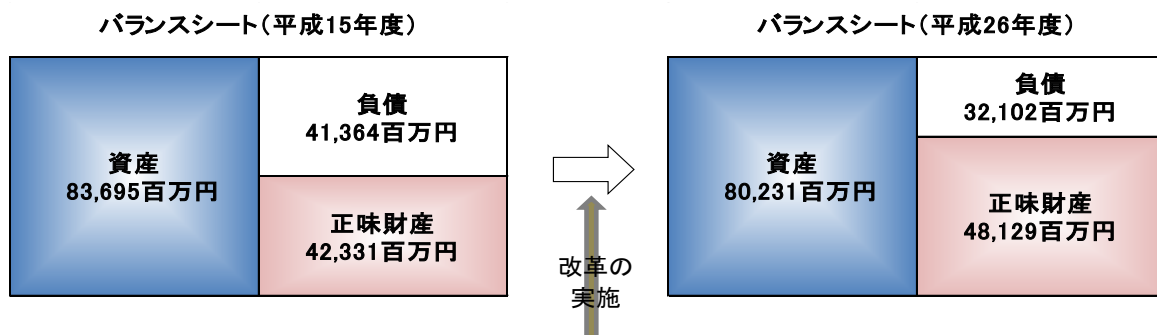 バランスシート（平成15年度）
資産
83,695百万円
負債
41,364百万円
正味財産
42,331百万円
改革の
実施
バランスシート（平成26年度）
資産
80,231百万円
負債
32,102百万円
正味財産
48,129百万円